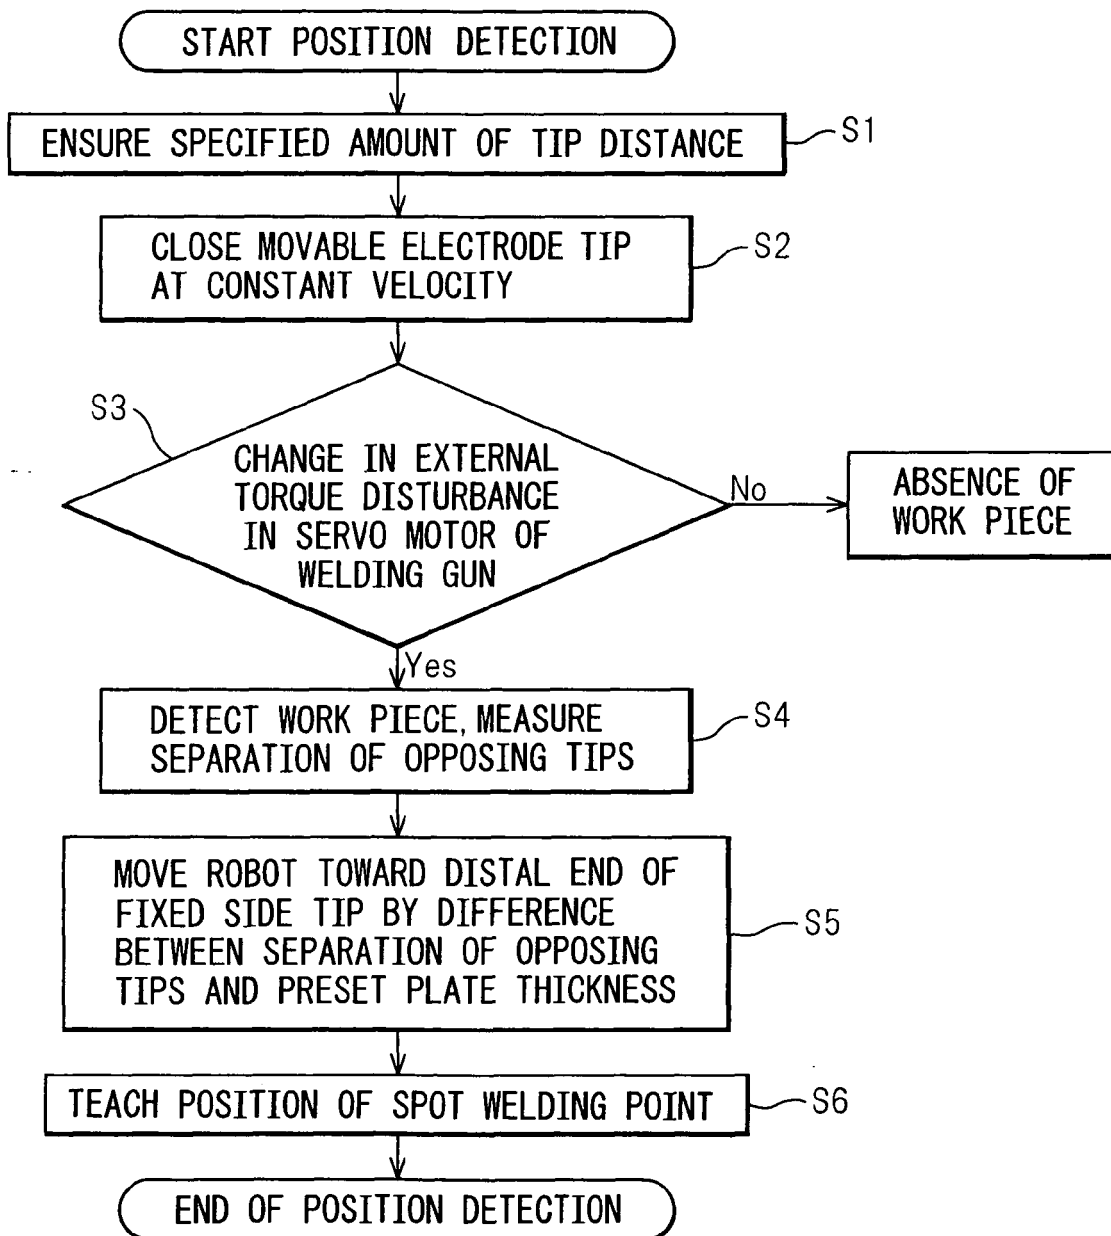 START POSITION DETECTION
ENSURE SPECIFIED AMOUNT OF TIP DISTANCE
S1
CLOSE MOVABLE ELECTRODE TIP
AT CONSTANT VELOCITY
S2
S3
CHANGE IN EXTERNAL
TORQUE DISTURBANCE
IN SERVO MOTOR OF
WELDING GUN
No
ABSENCE OF
WORK PIECE
Yes
DETECT WORK PIECE, MEASURE
SEPARATION OF OPPOSING TIPS
S4
MOVE ROBOT TOWARD DISTAL END OF
FIXED SIDE TIP BY DIFFERENCE
BETWEEN SEPARATION OF OPPOSING
TIPS AND PRESET PLATE THICKNESS
S5
TEACH POSITION OF SPOT WELDING POINT
S6
END OF POSITION DETECTION